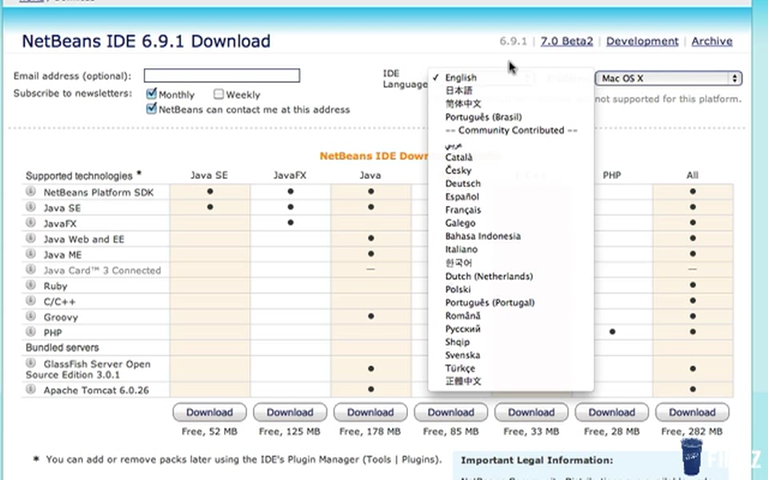 NetBeans IDE 6.9.1 Download
6.9.1 | 7.0 Beta2 | Development | Archive
Email address (optional):
Subscribe to newsletters: Monthly Weekly
NetBeans can contact me at this address
IDE
Language
Mac OS X
not supported for this platform.
English
日本語
简体中文
Português (Brasil)
-- Community Contributed --
عربي
Català
Česky
Deutsch
Español
Français
Galego
Bahasa Indonesia
Italiano
한국어
Dutch (Netherlands)
Polski
Português (Portugal)
Română
Русский
Shqip
Svenska
Türkçe
正體中文
NetBeans IDE
Supported technologies * Java SE JavaFX Java PHP All
NetBeans Platform SDK
Java SE
JavaFX
Java Web and EE
Java ME
Java Card™ 3 Connected — —
Ruby
C/C++
Groovy
PHP
Bundled servers
GlassFish Server Open
Source Edition 3.0.1
Apache Tomcat 6.0.26
Download Download Download Download Download Download Download
Free, 52 MB Free, 125 MB Free, 178 MB Free, 85 MB Free, 33 MB Free, 28 MB Free, 282 MB
* You can add or remove packs later using the IDE's Plugin Manager (Tools | Plugins).
Important Legal Information: